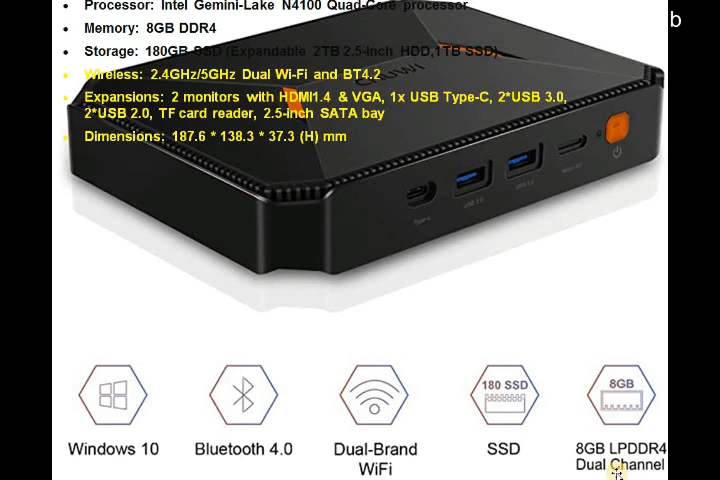 Processor: Intel Gemini-Lake N4100 Quad-Core processor
b
Memory: 8GB DDR4
Storage: 180GB SSD (Expandable 2TB 2.5-inch HDD,1TB SSD)
Wireless: 2.4GHz/5GHz Dual Wi-Fi and BT4.2
CHUWI
Expansions: 2 monitors with HDMI1.4 & VGA, 1x USB Type-C, 2*USB 3.0,
2*USB 2.0, TF card reader, 2.5-inch SATA bay
Dimensions: 187.6 * 138.3 * 37.3 (H) mm
Type-c
180 SSD
8GB
Windows 10
Bluetooth 4.0
Dual-Brand
WiFi
SSD
8GB LPDDR4
Dual Channel